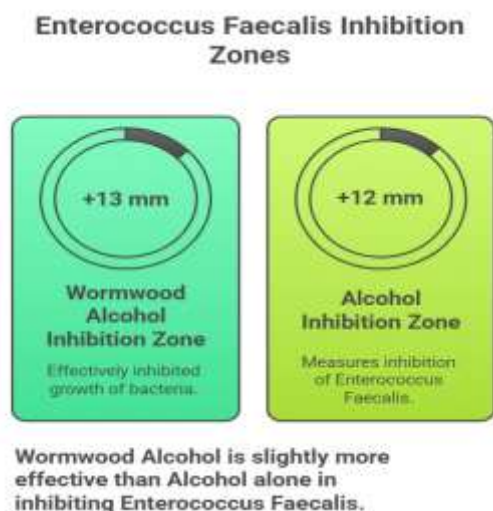 Enterococcus Faecalis Inhibition
Zones
+13 mm
Wormwood
Alcohol
Inhibition Zone
Effectively inhibited
growth of bacteria.
+12 mm
Alcohol
Inhibition Zone
Measures inhibition
of Enterococcus
Faecalis.
Wormwood Alcohol is slightly more
effective than Alcohol alone in
inhibiting Enterococcus Faecalis.